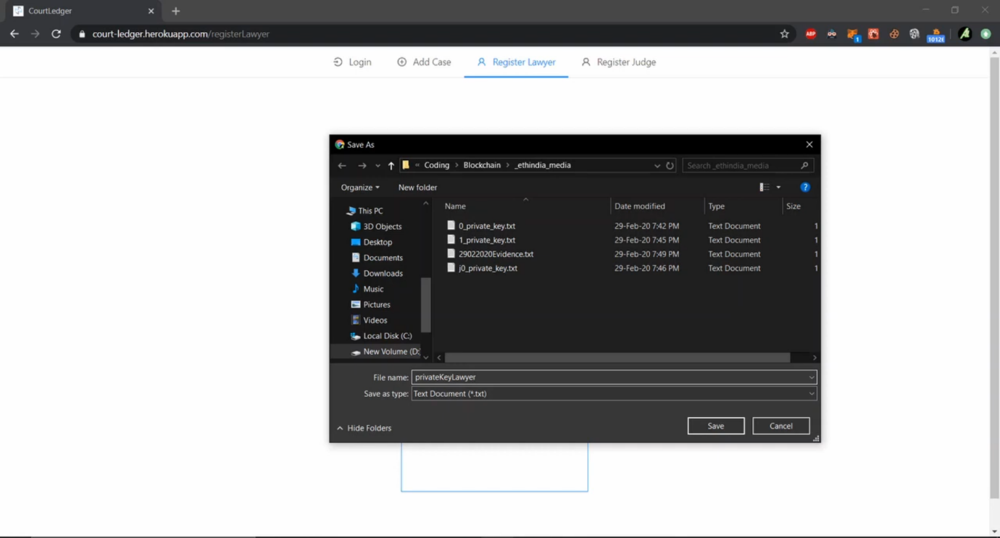 CourtLedger
court-ledger.herokuapp.com/registerLawyer
ABP
1
1012€
Login Add Case Register Lawyer Register Judge
Save As
« Coding > Blockchain > _ethindia_media
Search _ethindia_media
Organize New folder
?
Name Date modified Type Size
This PC
3D Objects
Desktop
Documents
Downloads
Music
Pictures
Videos
Local Disk (C:)
New Volume (D:
0_private_key.txt 29-Feb-20 7:42 PM Text Document 1
1_private_key.txt 29-Feb-20 7:45 PM Text Document 1
29022020Evidence.txt 29-Feb-20 7:49 PM Text Document 1
j0_private_key.txt 29-Feb-20 7:46 PM Text Document 1
File name: privateKeyLawyer
Save as type: Text Document (*.txt)
Hide Folders
Save Cancel